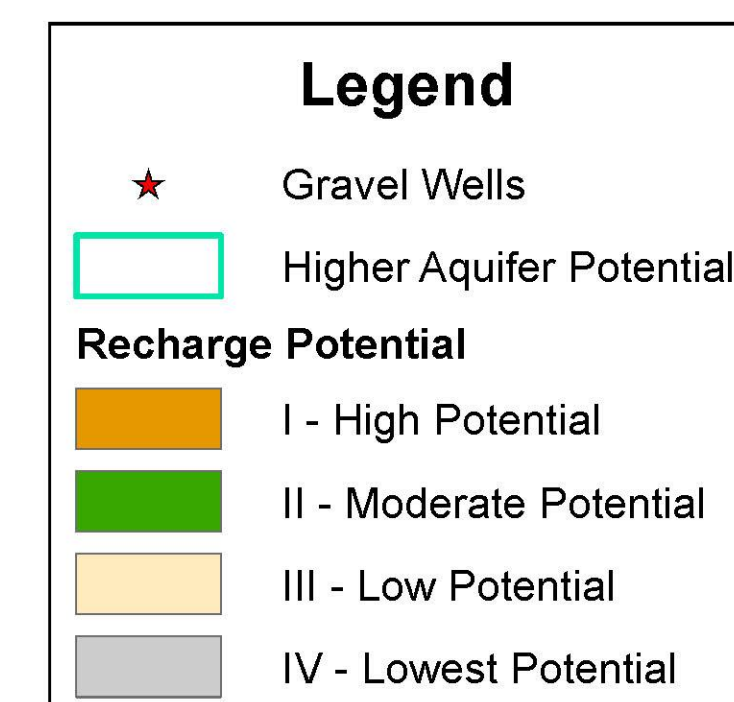 Legend
Gravel Wells
Higher Aquifer Potential
Recharge Potential
I - High Potential
II - Moderate Potential
III - Low Potential
IV - Lowest Potential